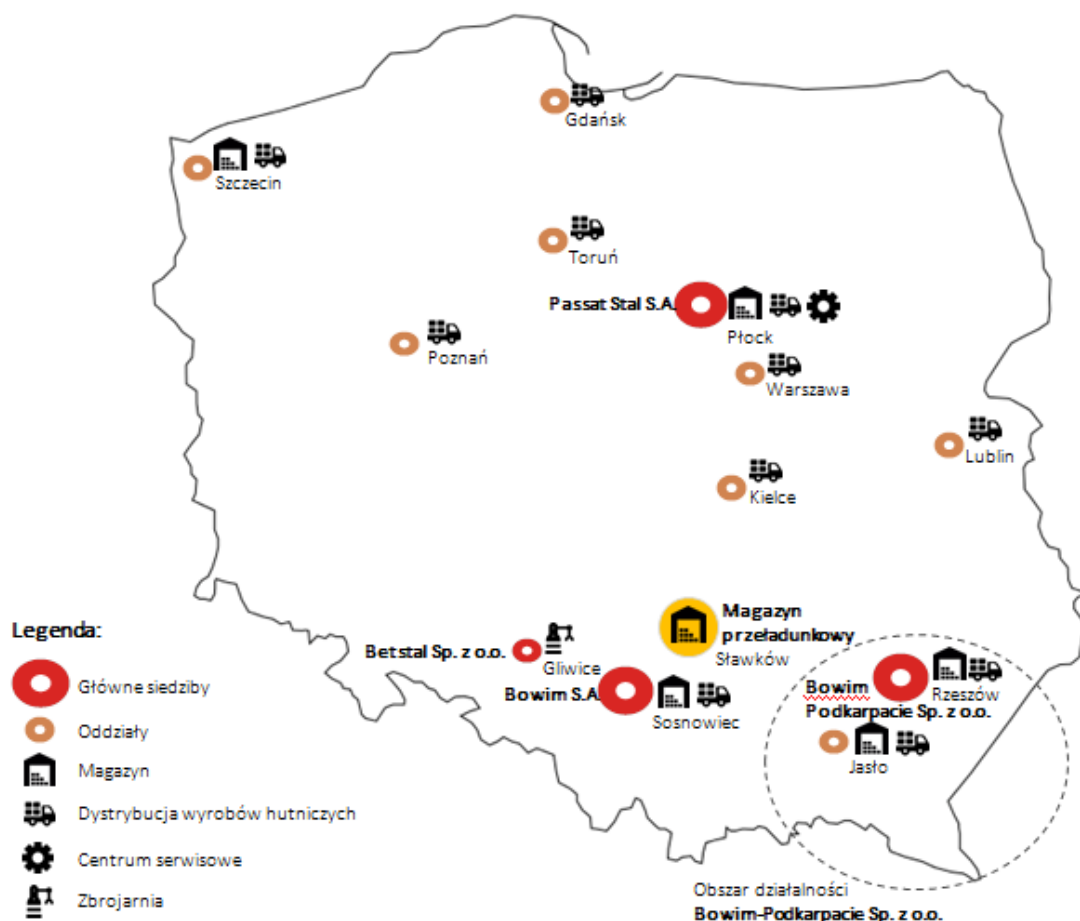 Gdańsk
Szczecin
Toruń
Passat Stal S.A.
Płock
Poznań
Warszawa
Lublin
Kielce
Magazyn
przeładunkowy
Sławków
Betstal Sp. z o.o.
Gliwice
Bowim S.A.
Sosnowiec
Bowim
Podkarpacie Sp. z o.o.
Rzeszów
Jasło
Legenda:
Główne siedziby
Oddziały
Magazyn
Dystrybucja wyrobów hutniczych
Centrum serwisowe
Zbrojarnia
Obszar działalności
Bowim-Podkarpacie Sp. z o.o.